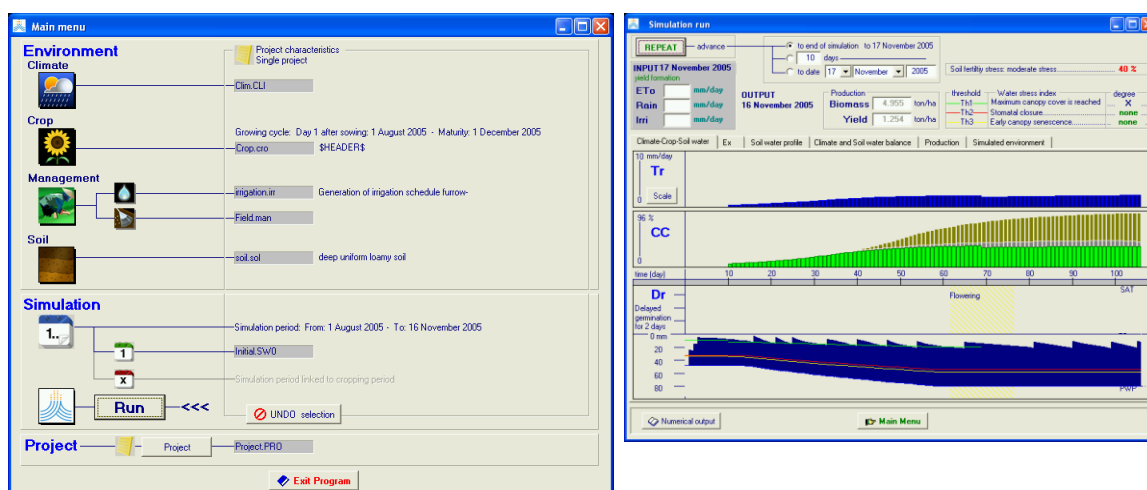 Main menu
Environment
Climate
Project characteristics
Single project
Clim.CLI
Crop
Growing cycle: Day 1 after sowing: 1 August 2005 - Maturity: 1 December 2005
Crop.cro $HEADER$
Management
irrigation.irr Generation of irrigation schedule furrow-
Field.man
Soil
soil.sol deep uniform loamy soil
Simulation
1..
Simulation period: From: 1 August 2005 - To: 16 November 2005
1
Initial.SW0
x
Simulation period linked to cropping period
Run <<<
UNDO selection
Project
Project
Project.PRO
Exit Program
Simulation run
REPEAT advance
to end of simulation to 17 November 2005
10 days
to date 17 November 2005
INPUT 17 November 2005
yield formation
ETo mm/day
Rain mm/day
Irri mm/day
OUTPUT
16 November 2005
Production
Biomass 4.955 ton/ha
Yield 1.254 ton/ha
Soil fertility stress: moderate stress 40 %
threshold Water stress index degree
Th1 Maximum canopy cover is reached X
Th2 Stomatal closure none
Th3 Early canopy senescence none
Climate-Crop-Soil water Ex Soil water profile Climate and Soil water balance Production Simulated environment
10 mm/day
Tr
0 Scale
96 %
CC
0
time (day) 10 20 30 40 50 60 70 80 90 100
Dr
Flowering
SAT
Delayed
germination
for 2 days
0 mm
20
40
60
80
PWP
Numerical output
Main Menu